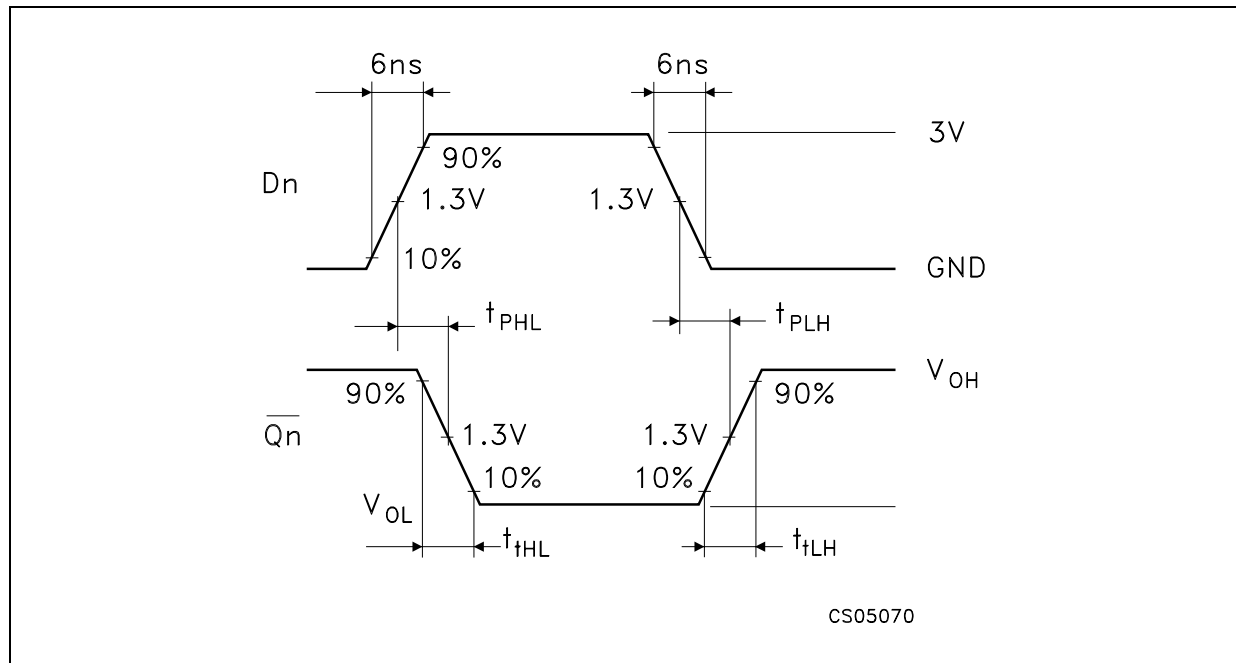 6ns 6ns
3V
90%
Dn
1.3V 1.3V
10%
GND
tPHL tPLH
VOH
90% 90%
Q̅n̅
1.3V 1.3V
10% 10%
VOL
ttHL ttLH
CS05070